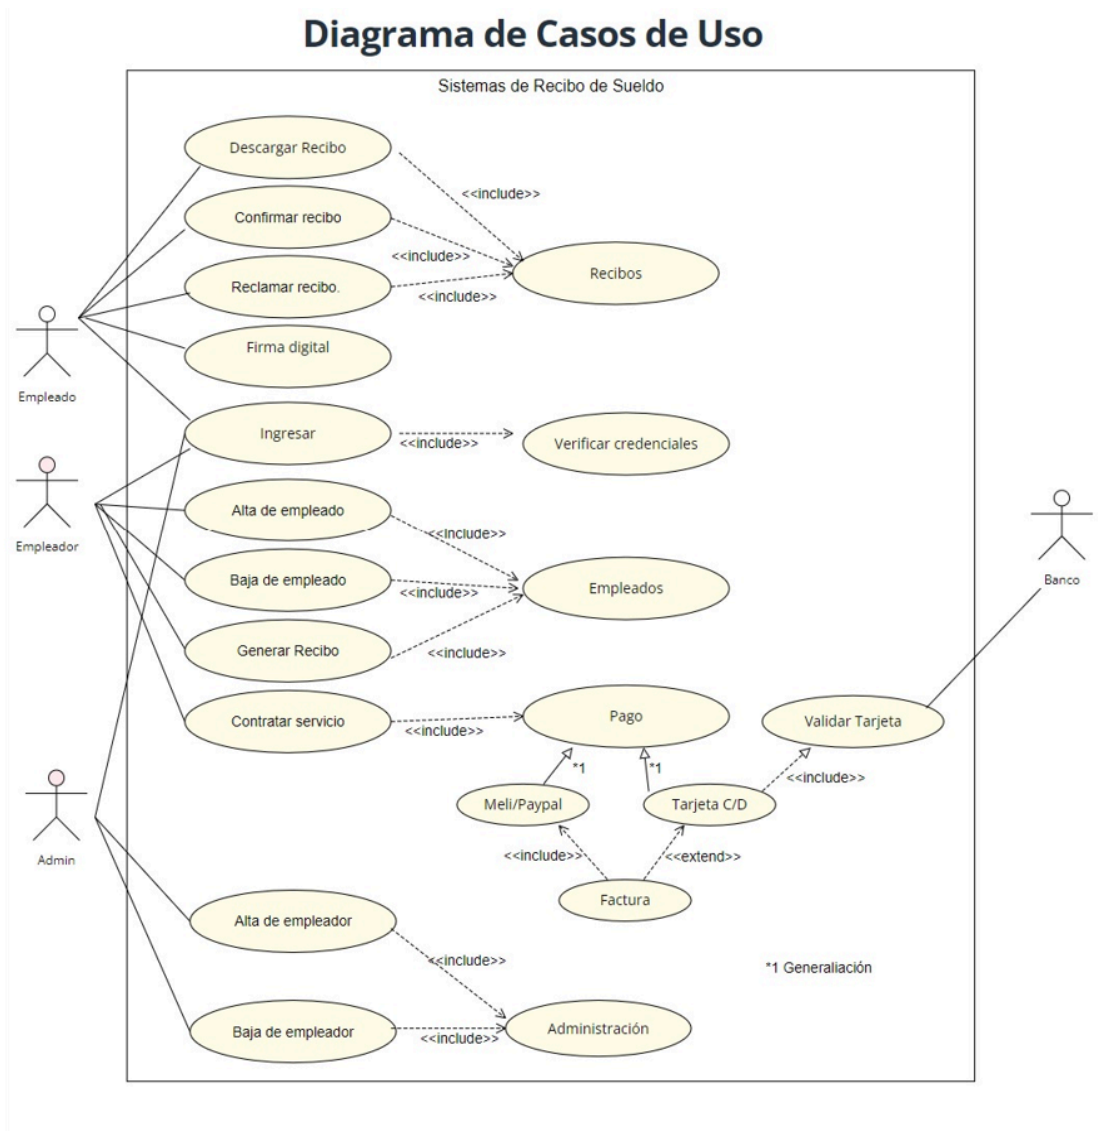 Diagrama de Casos de Uso
Sistemas de Recibo de Sueldo
Descargar Recibo
<<include>>
Confirmar recibo
<<include>>
Recibos
Reclamar recibo.
<<include>>
Firma digital
Empleado
Ingresar
<<include>>
Verificar credenciales
Empleador
Alta de empleado
<<include>>
Baja de empleado
<<include>>
Empleados
Banco
Generar Recibo
<<include>>
Contratar servicio
<<include>>
Pago
Validar Tarjeta
*1
*1
<<include>>
Meli/Paypal
Tarjeta C/D
Admin
<<include>>
<<extend>>
Factura
Alta de empleador
<<include>>
*1 Generaliación
Baja de empleador
<<include>>
Administración